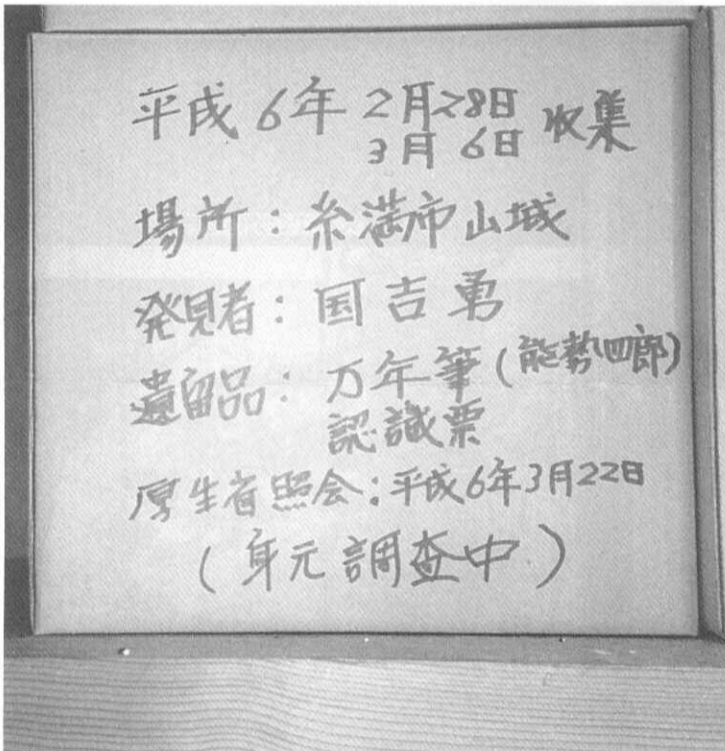 平成6年 2月28日
3月 6日 收集
場所：糸満市山城
発見者：国吉勇
遺留品：万年筆（能勢四郎）
認識票
厚生省照会：平成6年3月22日
（身元調査中）